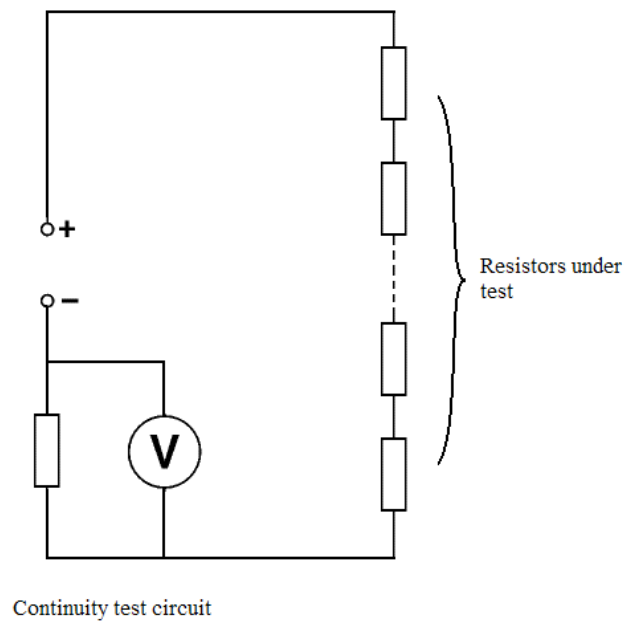 +
Resistors under
test
−
V
Continuity test circuit